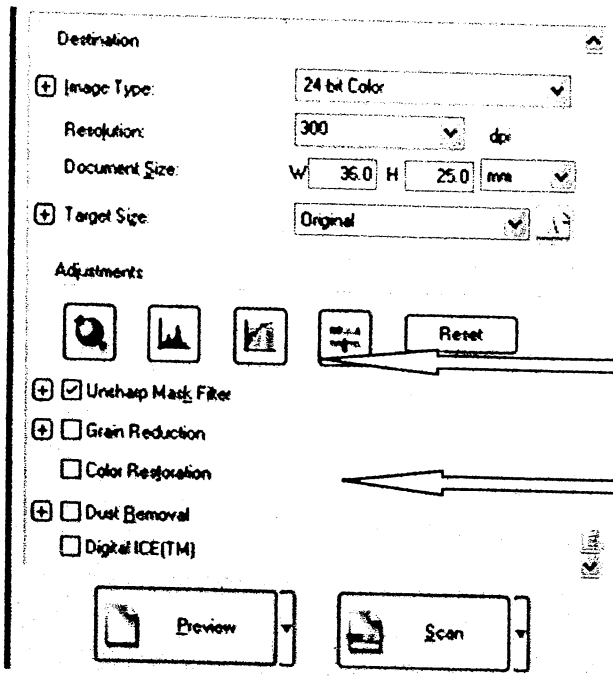 Destination
Image Type: 24-bit Color
Resolution: 300 dpi
Document Size: W 36.0 H 25.0 mm
Target Size: Original
Adjustments
Reset
Unsharp Mask Filter
Grain Reduction
Color Restoration
Dust Removal
Digital ICE(TM)
Preview Scan